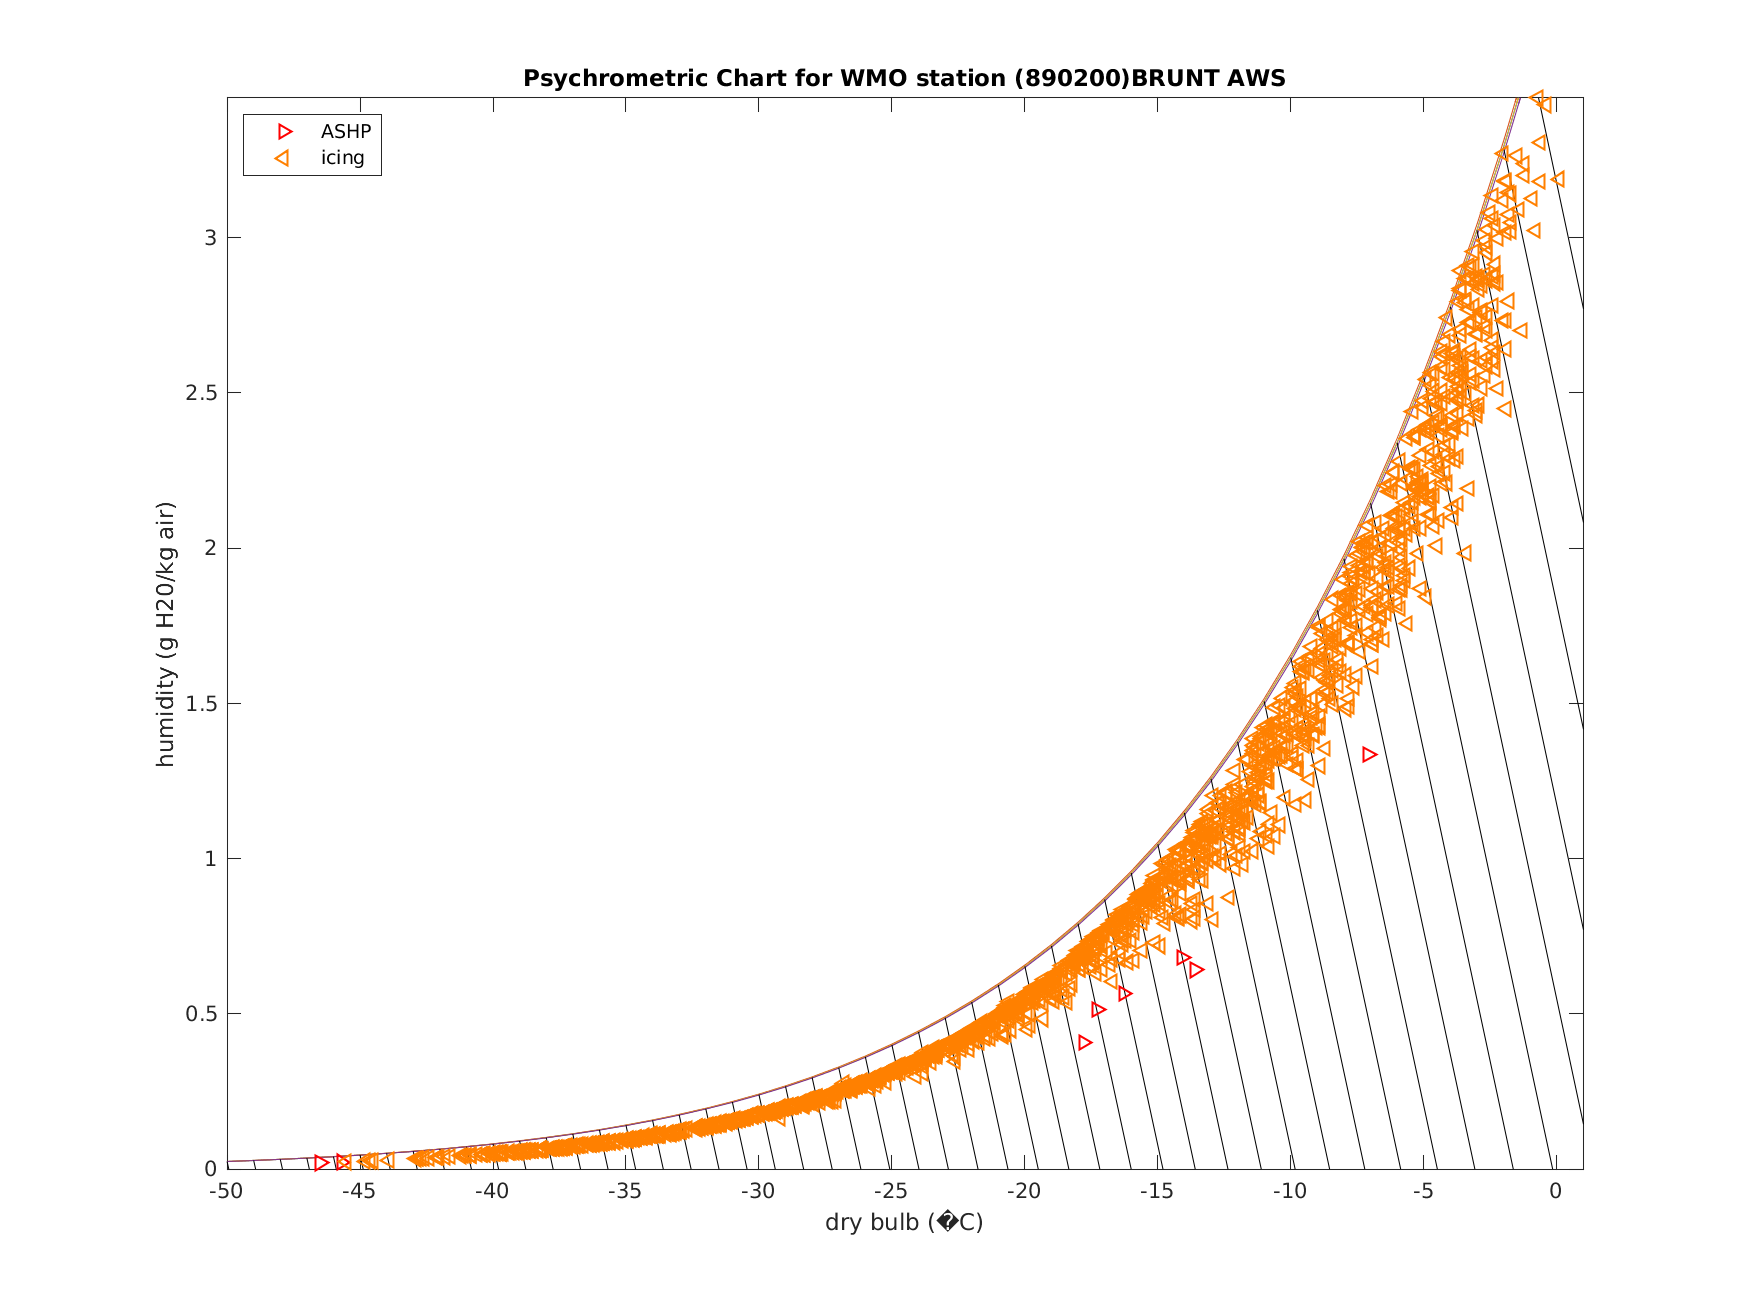 Psychrometric Chart for WMO station (890200)BRUNT AWS
ASHP
icing
3
2.5
2
1.5
1
0.5
0
humidity (g H20/kg air)
-50 -45 -40 -35 -30 -25 -20 -15 -10 -5 0
dry bulb (�C)